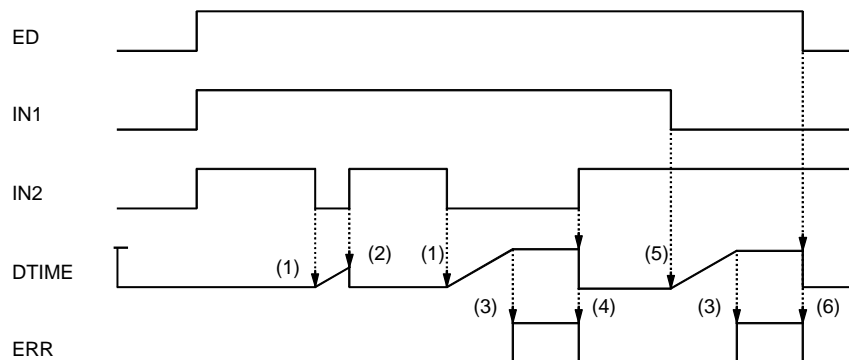 ED
IN1
IN2
DTIME (1) (2) (1) (5)
(3) (4) (3) (6)
ERR